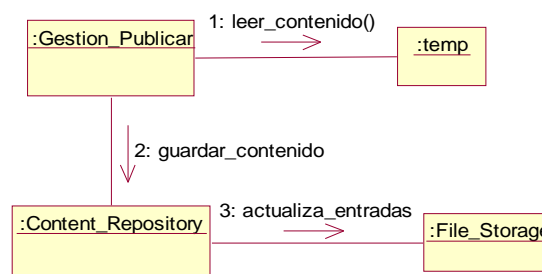 1: leer_contenido()
:Gestion_Publicar
:temp
2: guardar_contenido
:Content_Repository
3: actualiza_entradas
:File_Storage